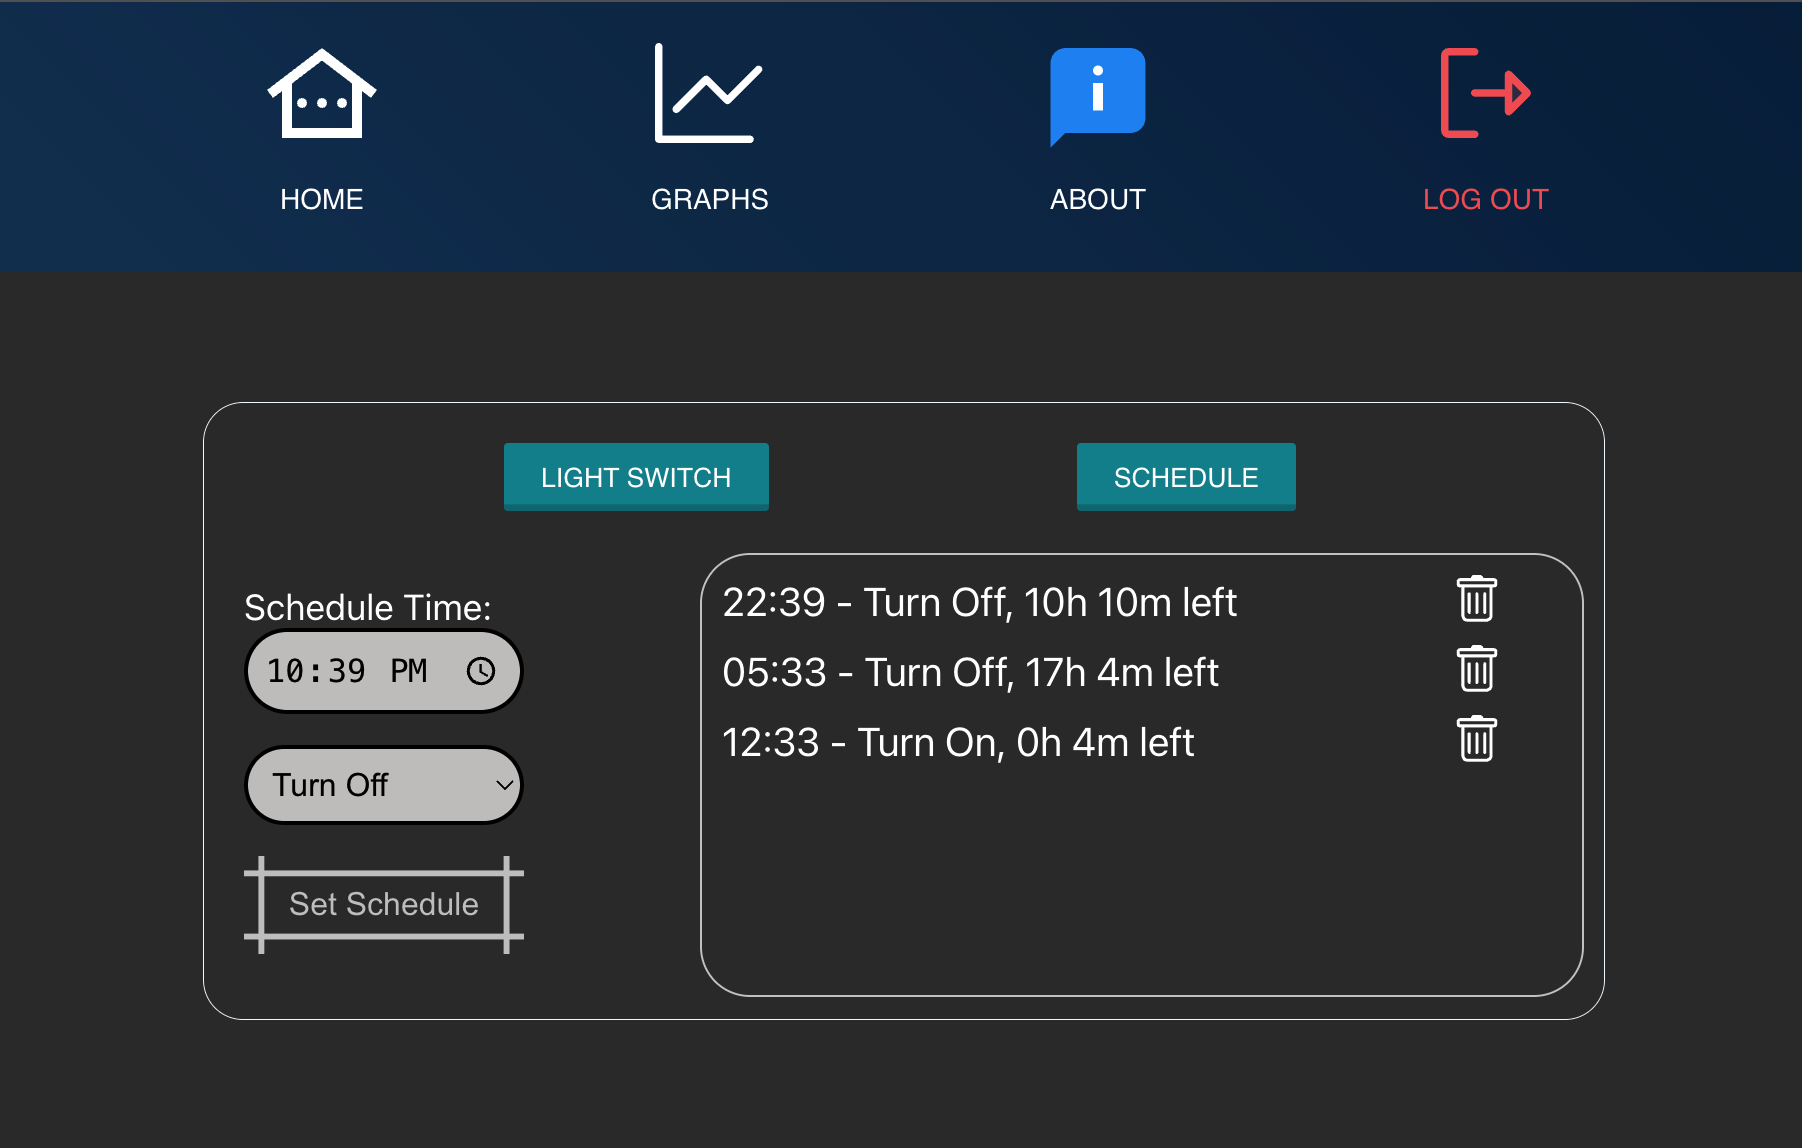 HOME
GRAPHS
ABOUT
LOG OUT
LIGHT SWITCH
SCHEDULE
Schedule Time:
10:39 PM
Turn Off
Set Schedule
22:39 - Turn Off, 10h 10m left
05:33 - Turn Off, 17h 4m left
12:33 - Turn On, 0h 4m left